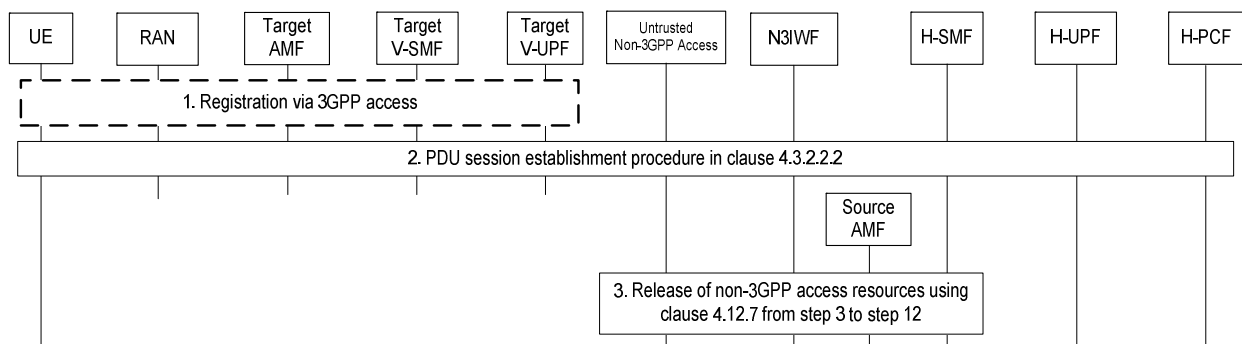 UE
RAN
Target
AMF
Target
V-SMF
Target
V-UPF
Untrusted
Non-3GPP Access
N3IWF
H-SMF
H-UPF
H-PCF
1. Registration via 3GPP access
2. PDU session establishment procedure in clause 4.3.2.2.2
Source
AMF
3. Release of non-3GPP access resources using
clause 4.12.7 from step 3 to step 12